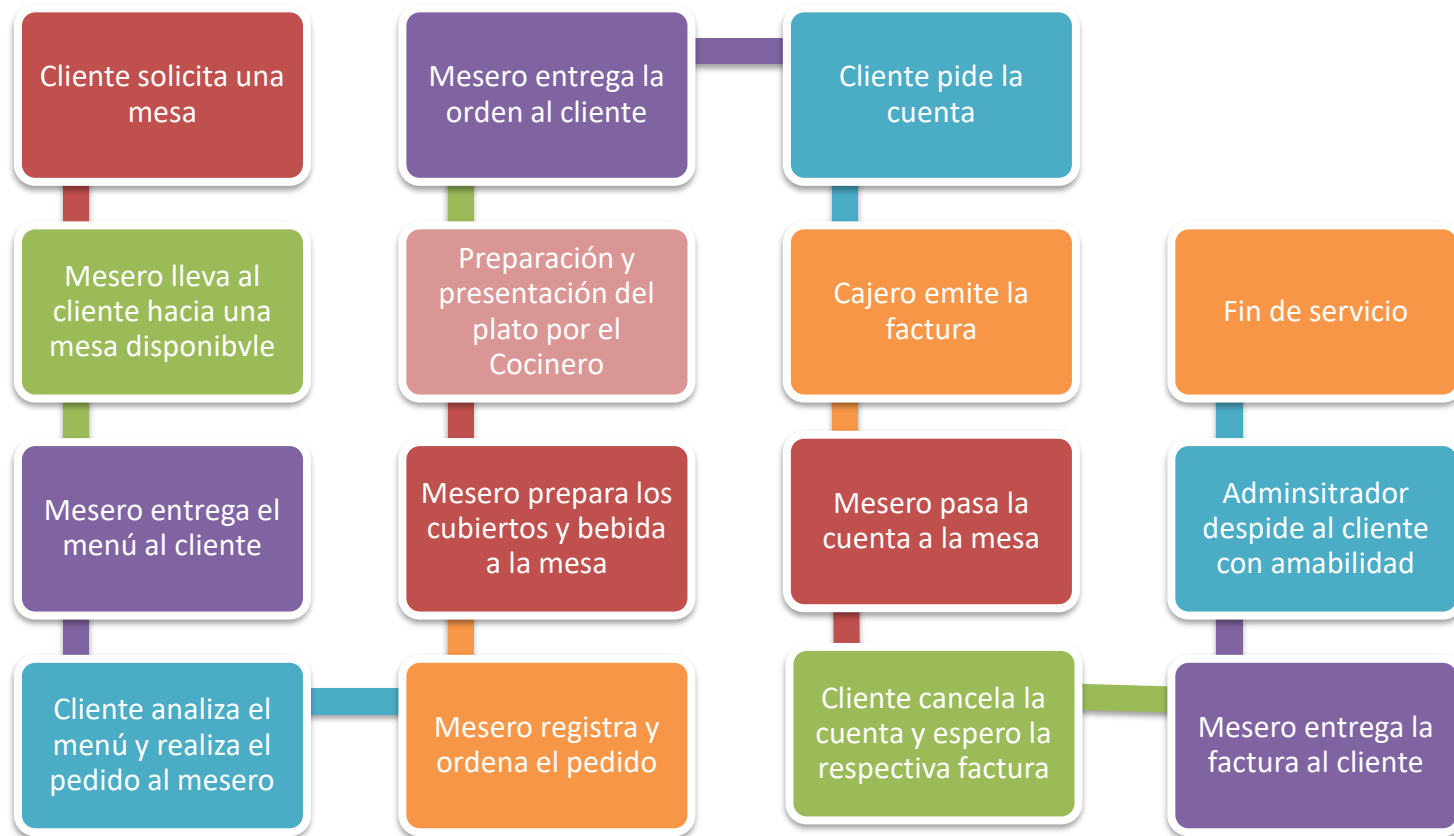 Cliente solicita una
mesa
Mesero lleva al
cliente hacia una
mesa disponibvle
Mesero entrega el
menú al cliente
Cliente analiza el
menú y realiza el
pedido al mesero
Mesero registra y
ordena el pedido
Mesero prepara los
cubiertos y bebida
a la mesa
Preparación y
presentación del
plato por el
Cocinero
Mesero entrega la
orden al cliente
Cliente pide la
cuenta
Cajero emite la
factura
Mesero pasa la
cuenta a la mesa
Cliente cancela la
cuenta y espero la
respectiva factura
Mesero entrega la
factura al cliente
Adminsitrador
despide al cliente
con amabilidad
Fin de servicio